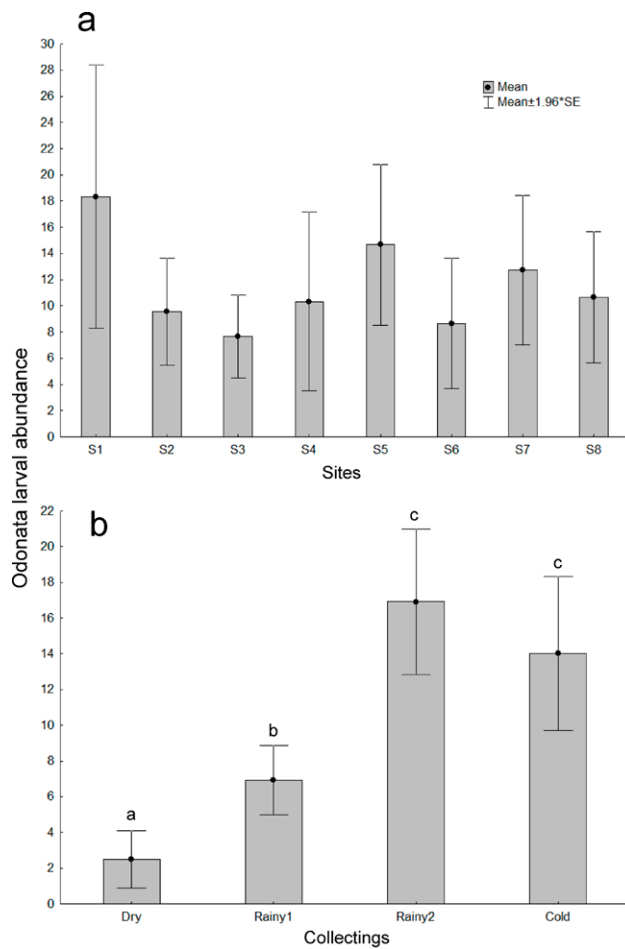 a
30
28
26
24
22
20
18
16
14
12
10
8
6
4
2
0
Mean
Mean±1.96*SE
S1 S2 S3 S4 S5 S6 S7 S8
Sites
Odonata larval abundance
b
22
20
18
16
14
12
10
8
6
4
2
0
a b c c
Dry Rainy1 Rainy2 Cold
Collectings